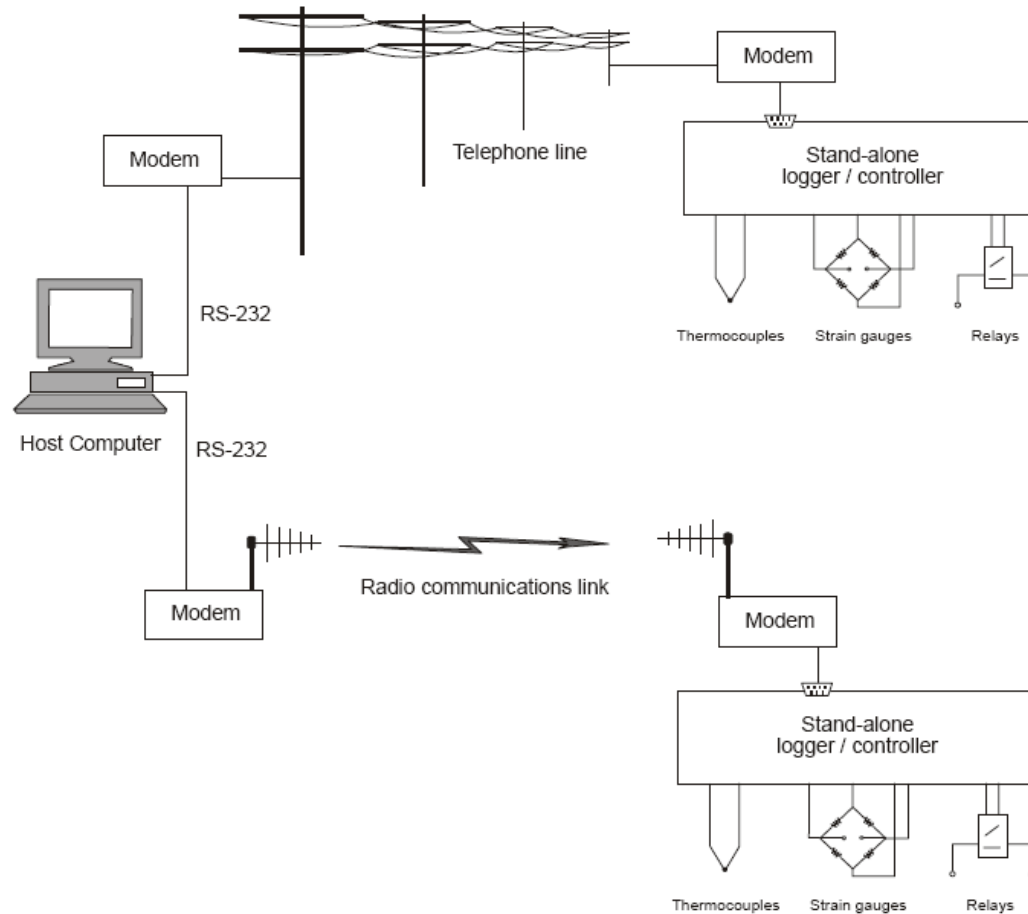 Modem
Modem
Telephone line
Stand-alone
logger / controller
RS-232
Thermocouples
Strain gauges
Relays
Host Computer
RS-232
Radio communications link
Modem
Modem
Stand-alone
logger / controller
Thermocouples
Strain gauges
Relays